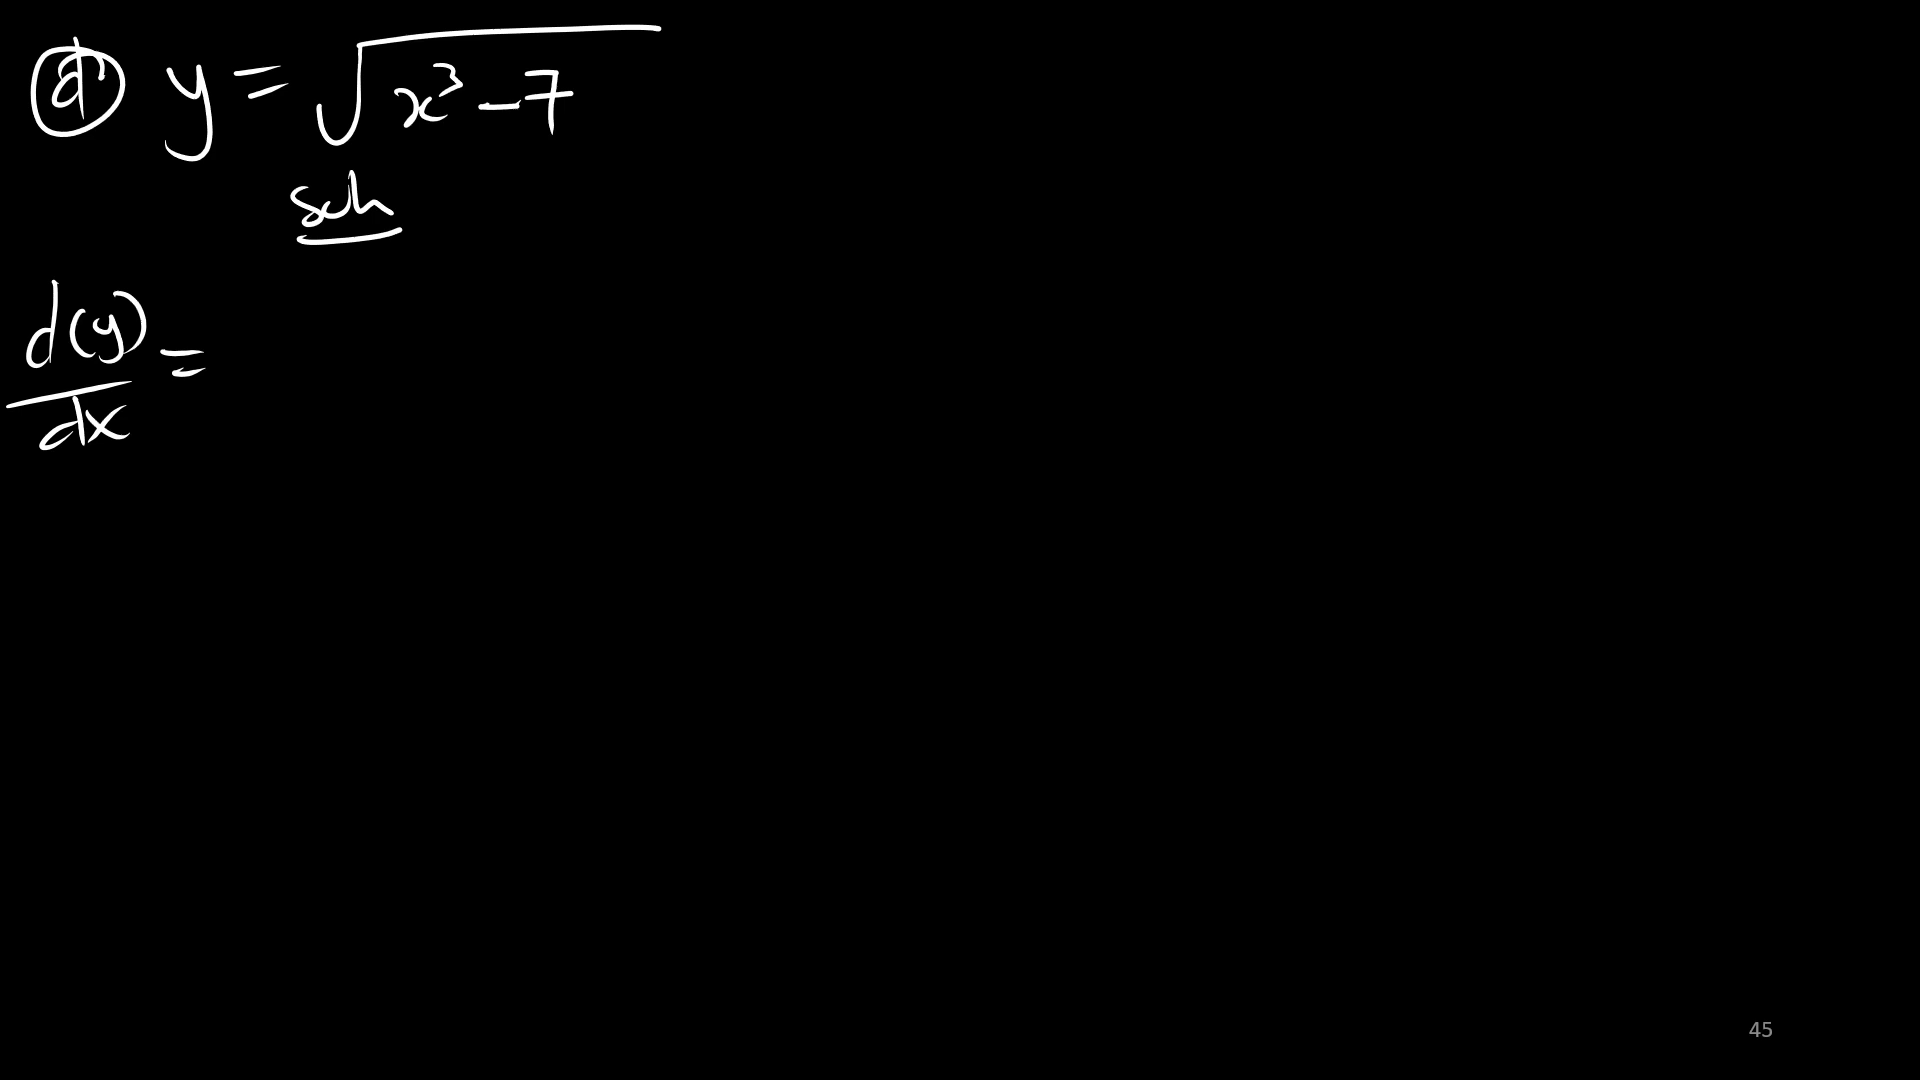 ⓓ y = √(x³ - 7)
soln
d(y)/dx =
45